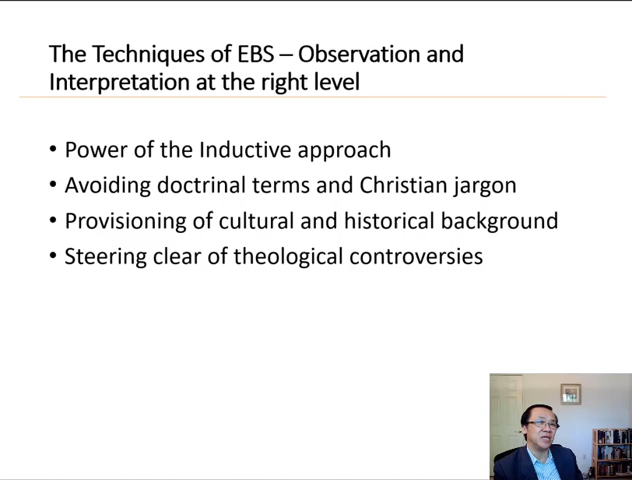 The Techniques of EBS – Observation and
Interpretation at the right level
• Power of the Inductive approach
• Avoiding doctrinal terms and Christian jargon
• Provisioning of cultural and historical background
• Steering clear of theological controversies